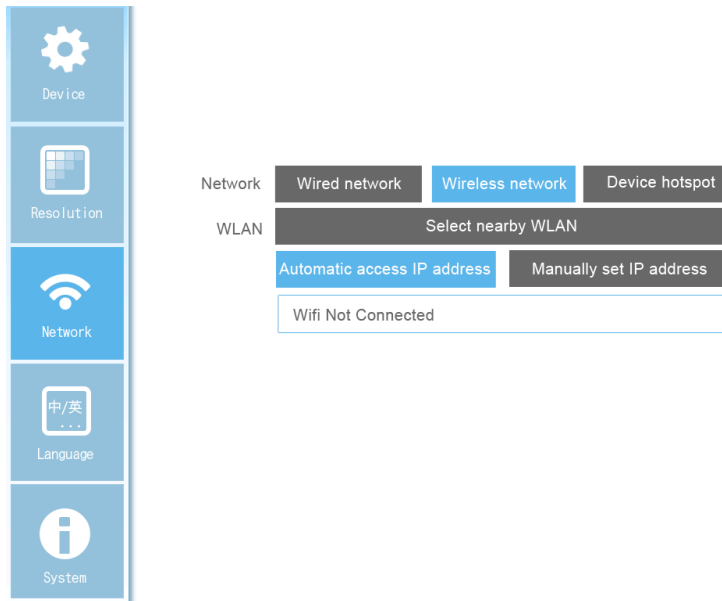 Device
Resolution
Network
中/英
...
Language
System
Network Wired network Wireless network Device hotspot
WLAN Select nearby WLAN
Automatic access IP address Manually set IP address
Wifi Not Connected